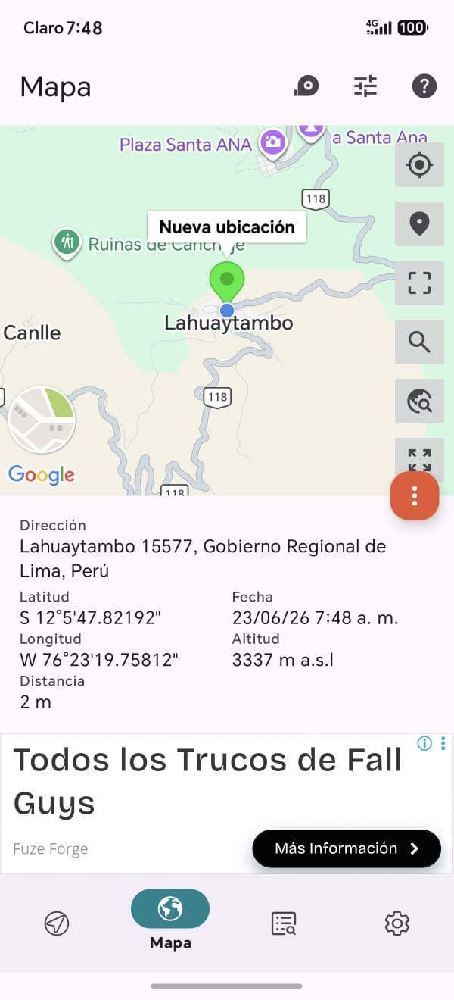 Claro 7:48
4G 100
Mapa
Plaza Santa ANA
a Santa Ana
118
Nueva ubicación
Ruinas de Canchaje
Lahuaytambo
Canlle
118
Google
118
Dirección
Lahuaytambo 15577, Gobierno Regional de
Lima, Perú
Latitud
S 12°5'47.82192"
Fecha
23/06/26 7:48 a. m.
Longitud
W 76°23'19.75812"
Altitud
3337 m a.s.l
Distancia
2 m
Todos los Trucos de Fall
Guys
Fuze Forge
Más Información
Mapa